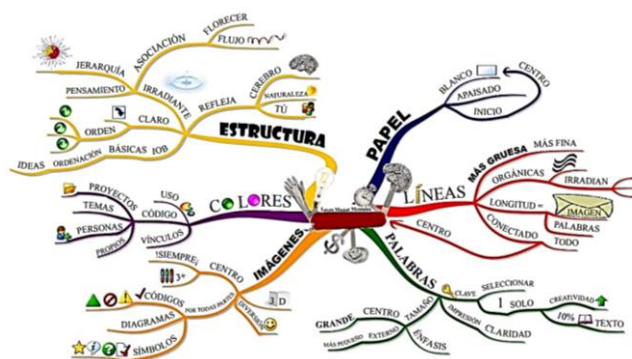 ESTRUCTURA
IRRADIANTE
ASOCIACIÓN
FLORECER
FLUJO
JERARQUÍA
PENSAMIENTO
REFLEJA
CEREBRO
NATURALEZA
TÚ
CLARO
ORDEN
IOB
BÁSICAS
ORDENACIÓN
IDEAS
PAPEL
BLANCO
CENTRO
APAISADO
INICIO
LÍNEAS
MÁS GRUESA
MÁS FINA
ORGÁNICAS
IRRADIAN
LONGITUD =
IMAGEN
PALABRAS
CONECTADO
TODO
CENTRO
COLORES
USO
CÓDIGO
VÍNCULOS
PROYECTOS
TEMAS
PERSONAS
PROPIOS
IMÁGENES
CENTRO
¡SIEMPRE!
3+
3 D
DIVERSIÓN
POR TODAS PARTES
CÓDIGOS
DIAGRAMAS
SÍMBOLOS
PALABRAS
CLAVE
SELECCIONAR
1 SOLO
CREATIVIDAD
10% TEXTO
IMPRESIÓN
CLARIDAD
TAMAÑO
CENTRO
GRANDE
EXTERNO
MÁS PEQUEÑO
ÉNFASIS